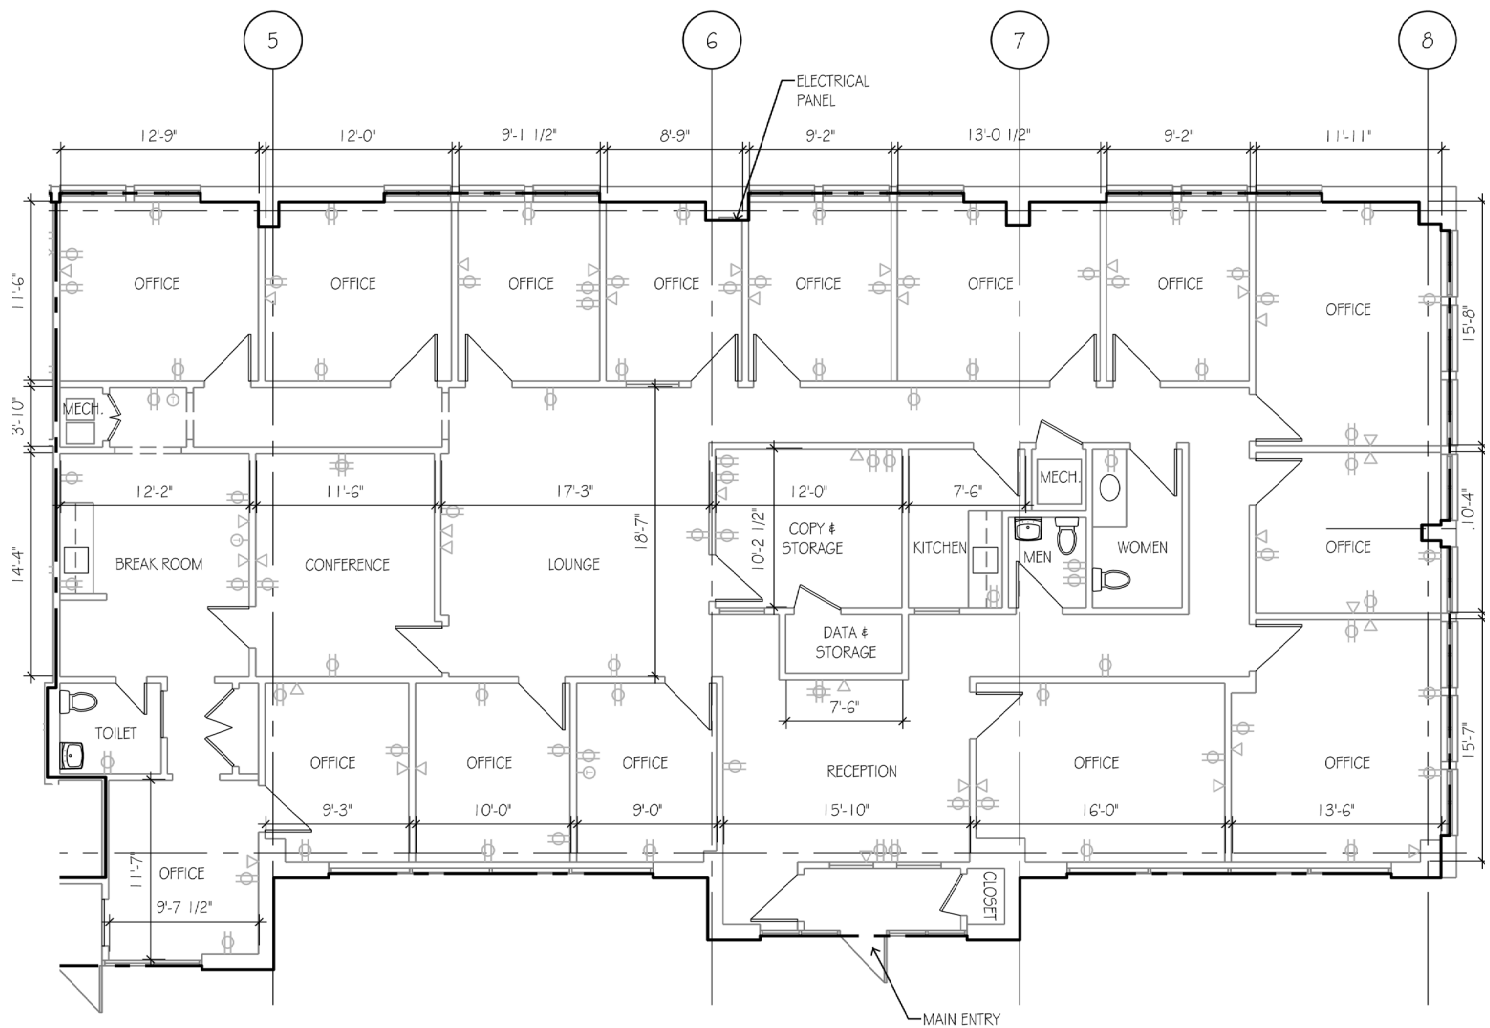 5
6
7
8
ELECTRICAL
PANEL
12'-9"
12'-0'
9'-1 1/2"
8'-9"
9'-2"
13'-0 1/2"
9'-2'
11'-11"
11'-6"
OFFICE
OFFICE
OFFICE
OFFICE
OFFICE
OFFICE
OFFICE
OFFICE
15'-8"
3'-10"
MECH.
12'-2"
11'-6"
17'-3"
12'-0"
7'-6"
MECH.
14'-4"
BREAK ROOM
CONFERENCE
LOUNGE
18'-7"
10'-2 1/2"
COPY &
STORAGE
KITCHEN
MEN
WOMEN
OFFICE
10'-4"
DATA &
STORAGE
7'-6"
TOILET
OFFICE
OFFICE
OFFICE
RECEPTION
OFFICE
OFFICE
15'-7"
9'-3"
10'-0"
9'-0"
15'-10"
16'-0"
13'-6"
11'-7"
OFFICE
9'-7 1/2"
CLOSET
MAIN ENTRY